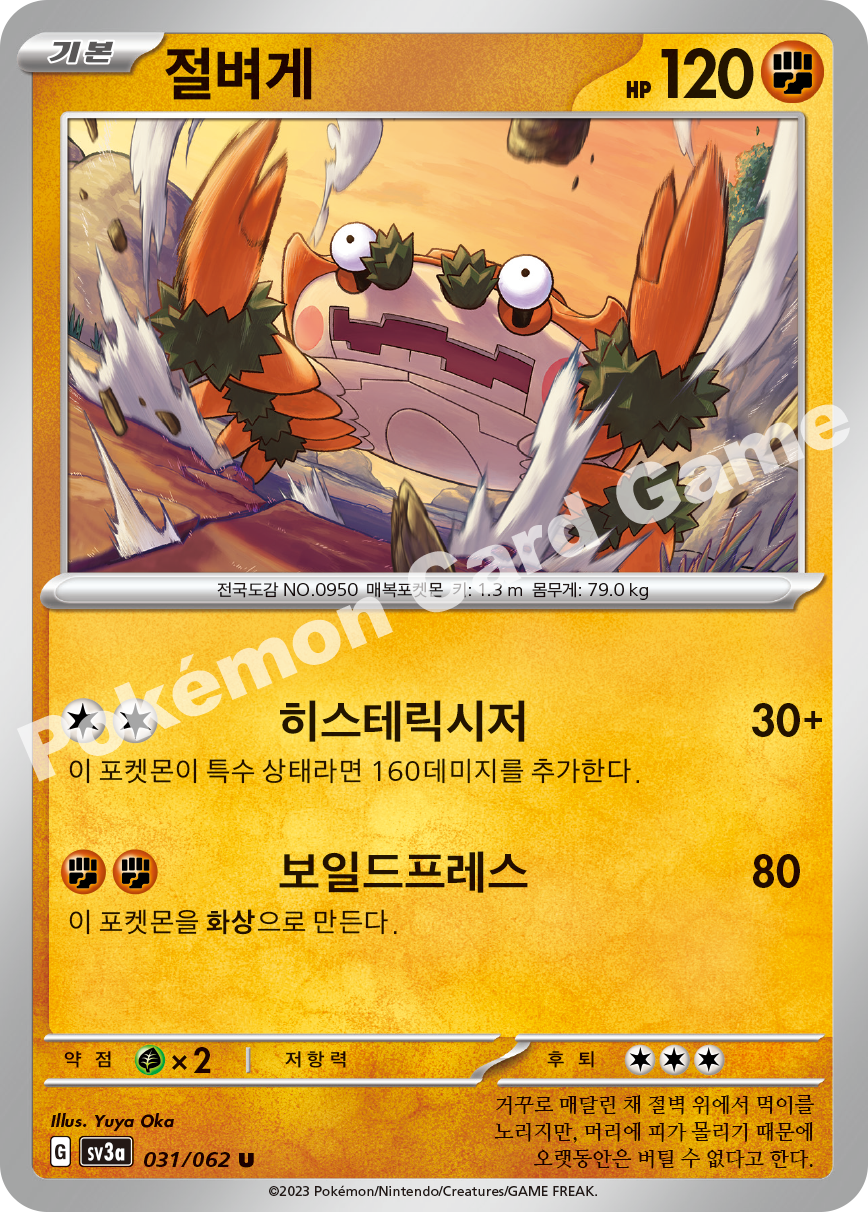 기본 절벼게 HP 120
전국도감 NO.0950 매복포켓몬 키: 1.3 m 몸무게: 79.0 kg
Pokémon Card Game
히스테릭시저 30+
이 포켓몬이 특수 상태라면 160데미지를 추가한다.
보일드프레스 80
이 포켓몬을 화상으로 만든다.
약점 ×2 저항력 후퇴
Illus. Yuya Oka
G sv3a 031/062 U
거꾸로 매달린 채 절벽 위에서 먹이를
노리지만, 머리에 피가 몰리기 때문에
오랫동안은 버틸 수 없다고 한다.
©2023 Pokémon/Nintendo/Creatures/GAME FREAK.